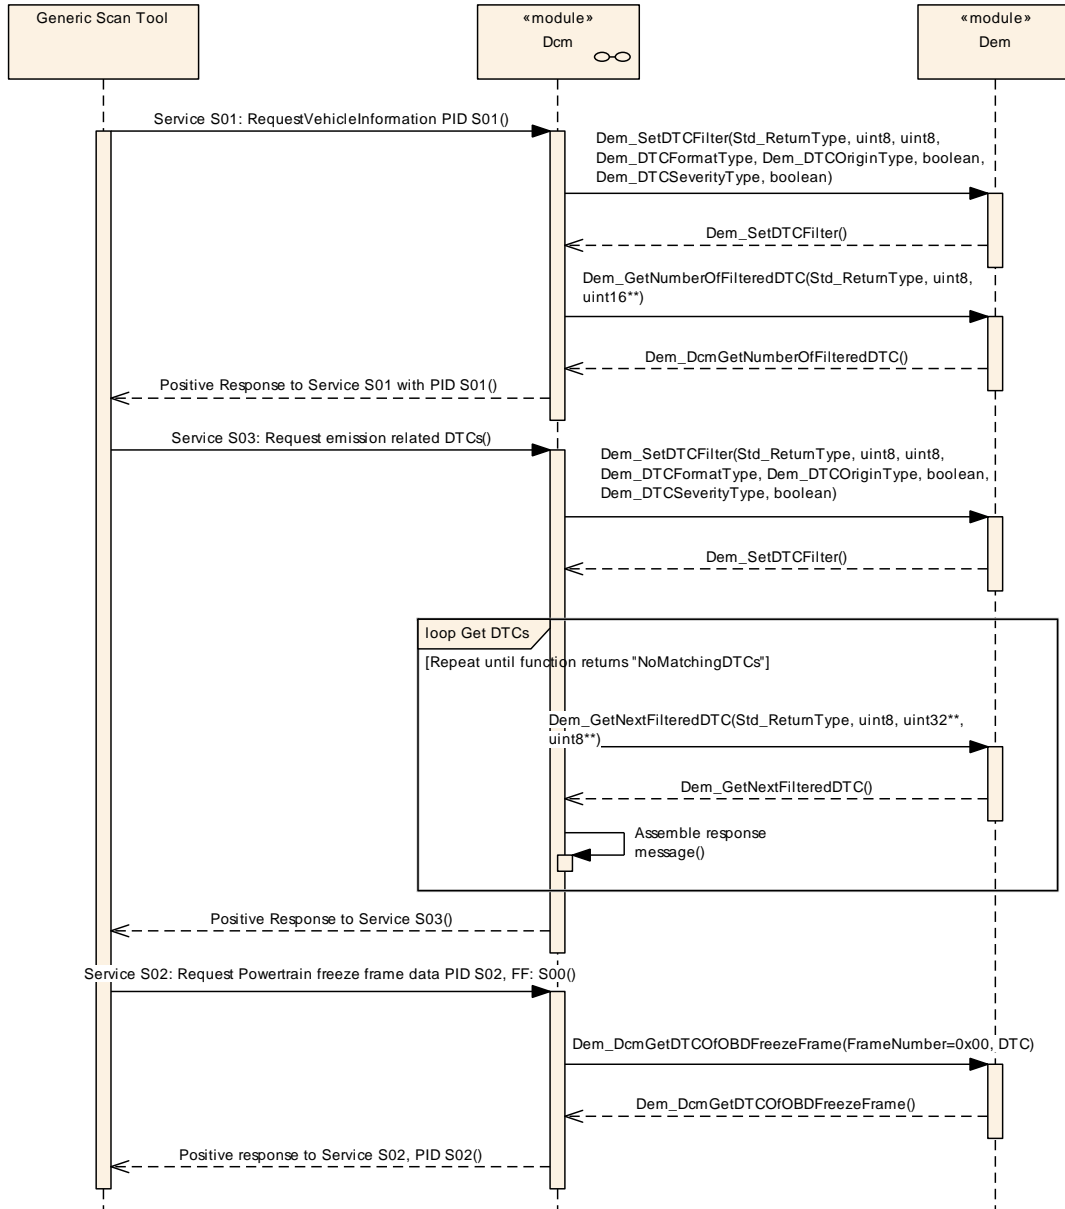 Generic Scan Tool
«module»
Dcm
«module»
Dem
Service S01: RequestVehicleInformation PID S01()
Dem_SetDTCFilter(Std_ReturnType, uint8, uint8,
Dem_DTCFormatType, Dem_DTCOriginType, boolean,
Dem_DTCSeverityType, boolean)
Dem_SetDTCFilter()
Dem_GetNumberOfFilteredDTC(Std_ReturnType, uint8,
uint16**)
Dem_DcmGetNumberOfFilteredDTC()
Positive Response to Service S01 with PID S01()
Service S03: Request emission related DTCs()
Dem_SetDTCFilter(Std_ReturnType, uint8, uint8,
Dem_DTCFormatType, Dem_DTCOriginType, boolean,
Dem_DTCSeverityType, boolean)
Dem_SetDTCFilter()
loop Get DTCs
[Repeat until function returns "NoMatchingDTCs"]
Dem_GetNextFilteredDTC(Std_ReturnType, uint8, uint32**,
uint8**)
Dem_GetNextFilteredDTC()
Assemble response
message()
Positive Response to Service S03()
Service S02: Request Powertrain freeze frame data PID S02, FF: S00()
Dem_DcmGetDTCOfOBDFreezeFrame(FrameNumber=0x00, DTC)
Dem_DcmGetDTCOfOBDFreezeFrame()
Positive response to Service S02, PID S02()